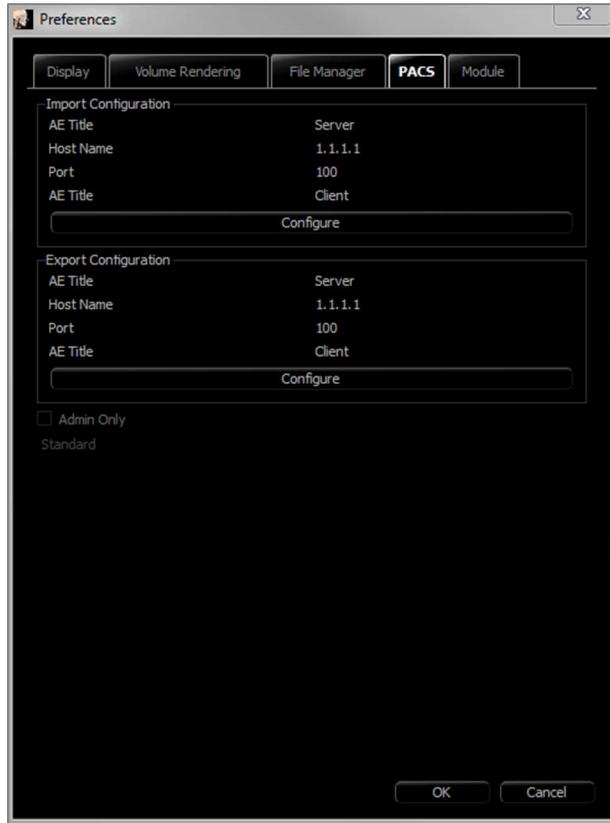 Preferences
Display Volume Rendering File Manager PACS Module
Import Configuration
AE Title Server
Host Name 1.1.1.1
Port 100
AE Title Client
Configure
Export Configuration
AE Title Server
Host Name 1.1.1.1
Port 100
AE Title Client
Configure
Admin Only
Standard
OK Cancel